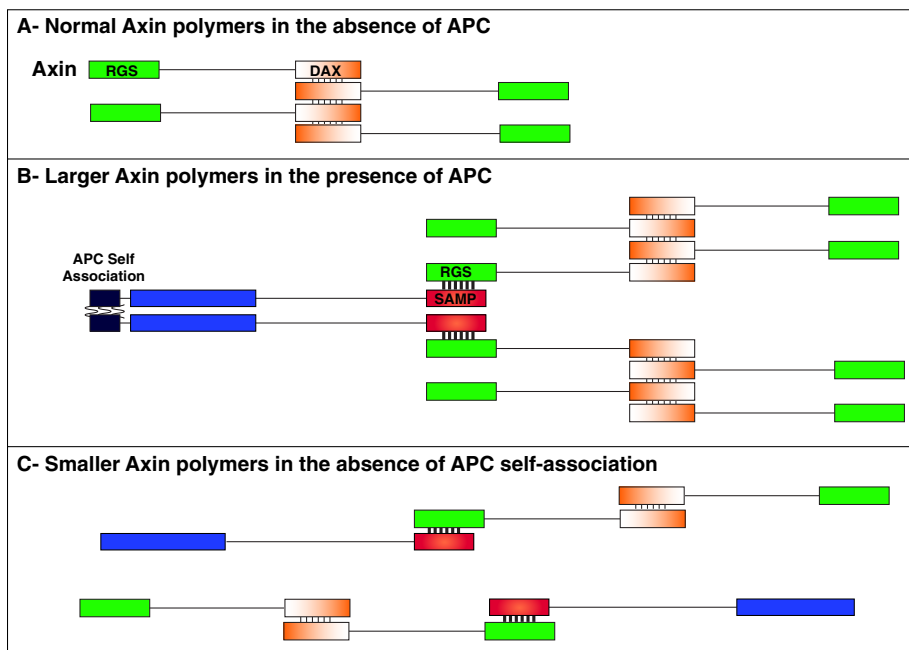 A- Normal Axin polymers in the absence of APC
Axin
RGS
DAX
B- Larger Axin polymers in the presence of APC
APC Self
Association
RGS
SAMP
C- Smaller Axin polymers in the absence of APC self-association